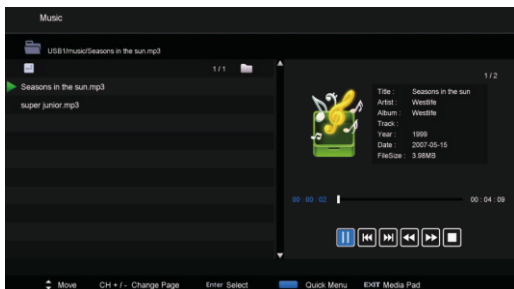 Music
USB1/music/Seasons in the sun.mp3
1/1
Seasons in the sun.mp3
super junior.mp3
1/2
Title : Seasons in the sun
Artist : Westlife
Album : Westlife
Track :
Year : 1999
Date : 2007-05-15
FileSize : 3.98MB
00 : 00 : 02
00 : 04 : 09
Move CH + / - Change Page Enter Select Quick Menu EXIT Media Pad